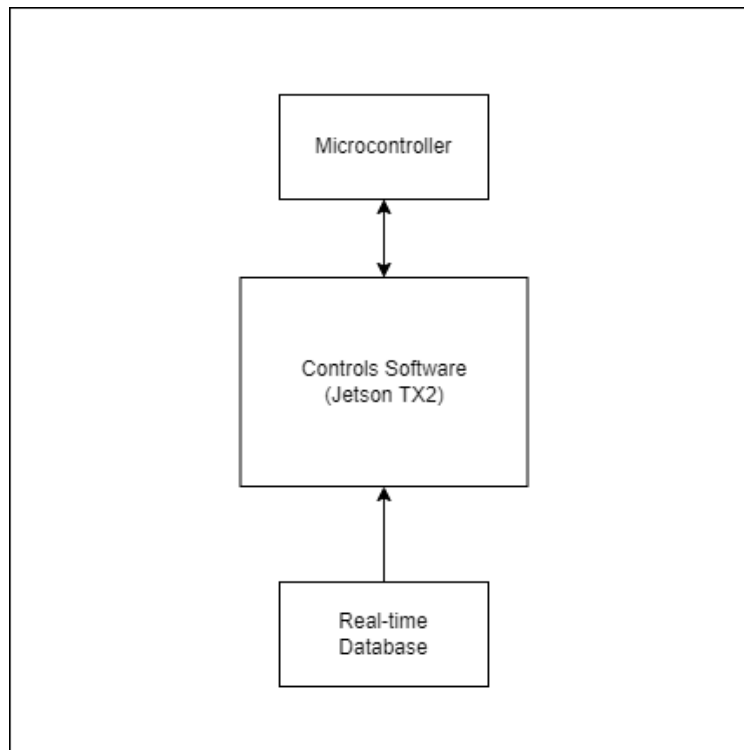 Microcontroller
Controls Software
(Jetson TX2)
Real-time
Database